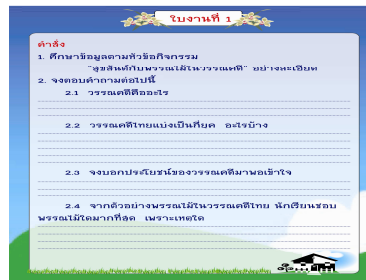 ใบงานที่ 1
คำสั่ง
1. ศึกษาข้อมูลตามหัวข้อกิจกรรม
"สุขสันต์กับพรรณไม้ในวรรณคดี" อย่างละเอียด
2. จงตอบคำถามต่อไปนี้
2.1 วรรณคดีคืออะไร
2.2 วรรณคดีไทยแบ่งเป็นกี่ยุค อะไรบ้าง
2.3 จงบอกประโยชน์ของวรรณคดีมาพอเข้าใจ
2.4 จากตัวอย่างพรรณไม้ในวรรณคดีไทย นักเรียนชอบ
พรรณไม้ใดมากที่สุด เพราะเหตุใด